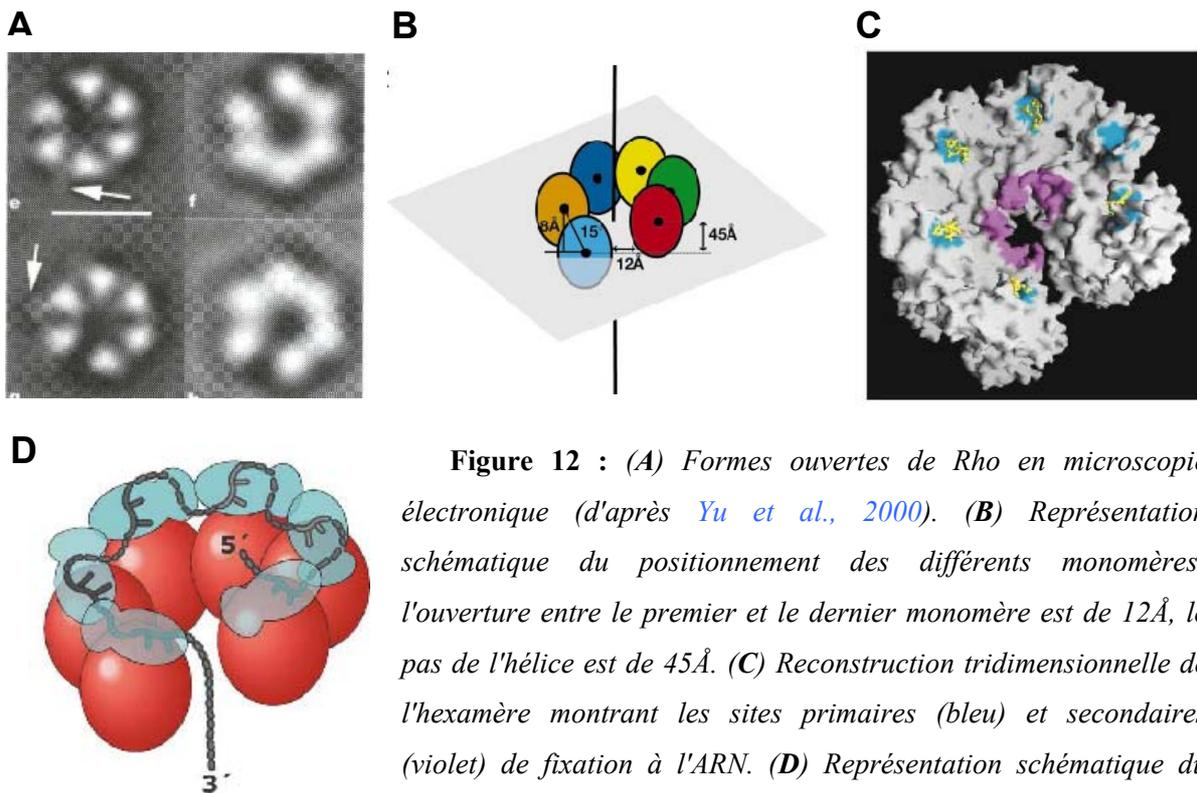 A
B
C
e
f
8Å
15
12Å
45Å
D
5´
3´
Figure 12 : (A) Formes ouvertes de Rho en microscopie
électronique (d'après Yu et al., 2000). (B) Représentation
schématique du positionnement des différents monomères
l'ouverture entre le premier et le dernier monomère est de 12Å, le
pas de l'hélice est de 45Å. (C) Reconstruction tridimensionnelle de
l'hexamère montrant les sites primaires (bleu) et secondaires
(violet) de fixation à l'ARN. (D) Représentation schématique du